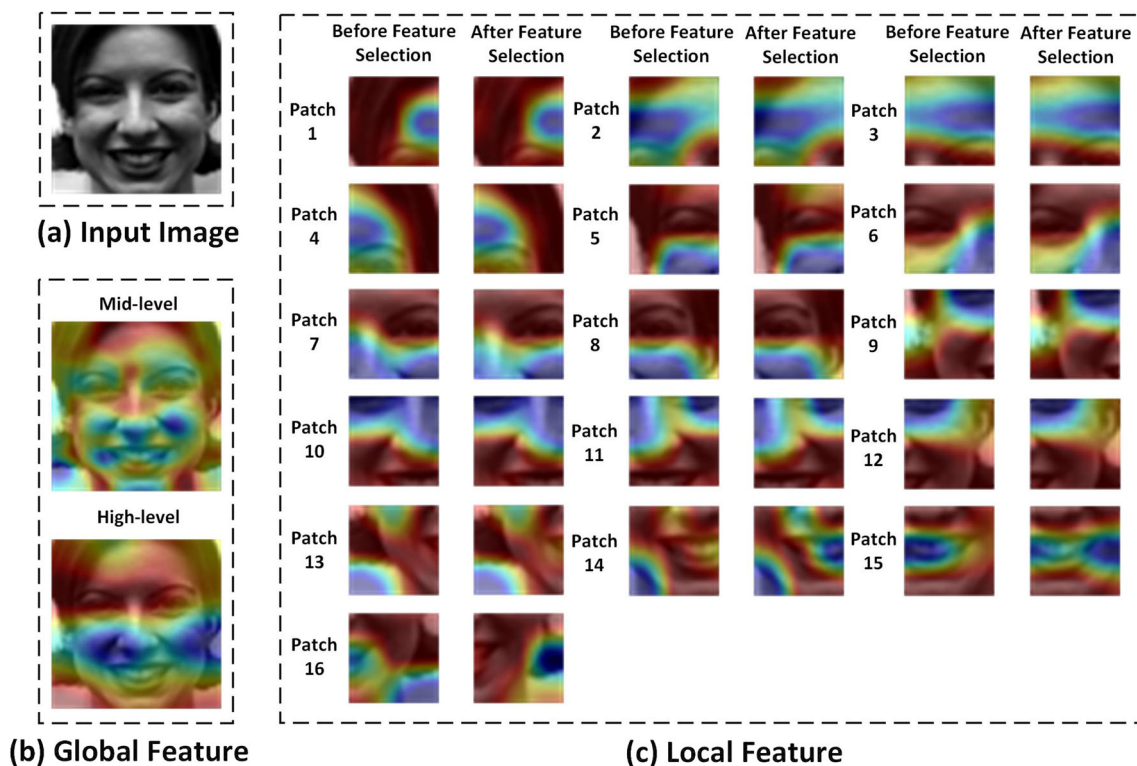 (a) Input Image
Mid-level
High-level
(b) Global Feature
Before Feature
Selection
After Feature
Selection
Before Feature
Selection
After Feature
Selection
Before Feature
Selection
After Feature
Selection
Patch
1
Patch
2
Patch
3
Patch
4
Patch
5
Patch
6
Patch
7
Patch
8
Patch
9
Patch
10
Patch
11
Patch
12
Patch
13
Patch
14
Patch
15
Patch
16
(c) Local Feature